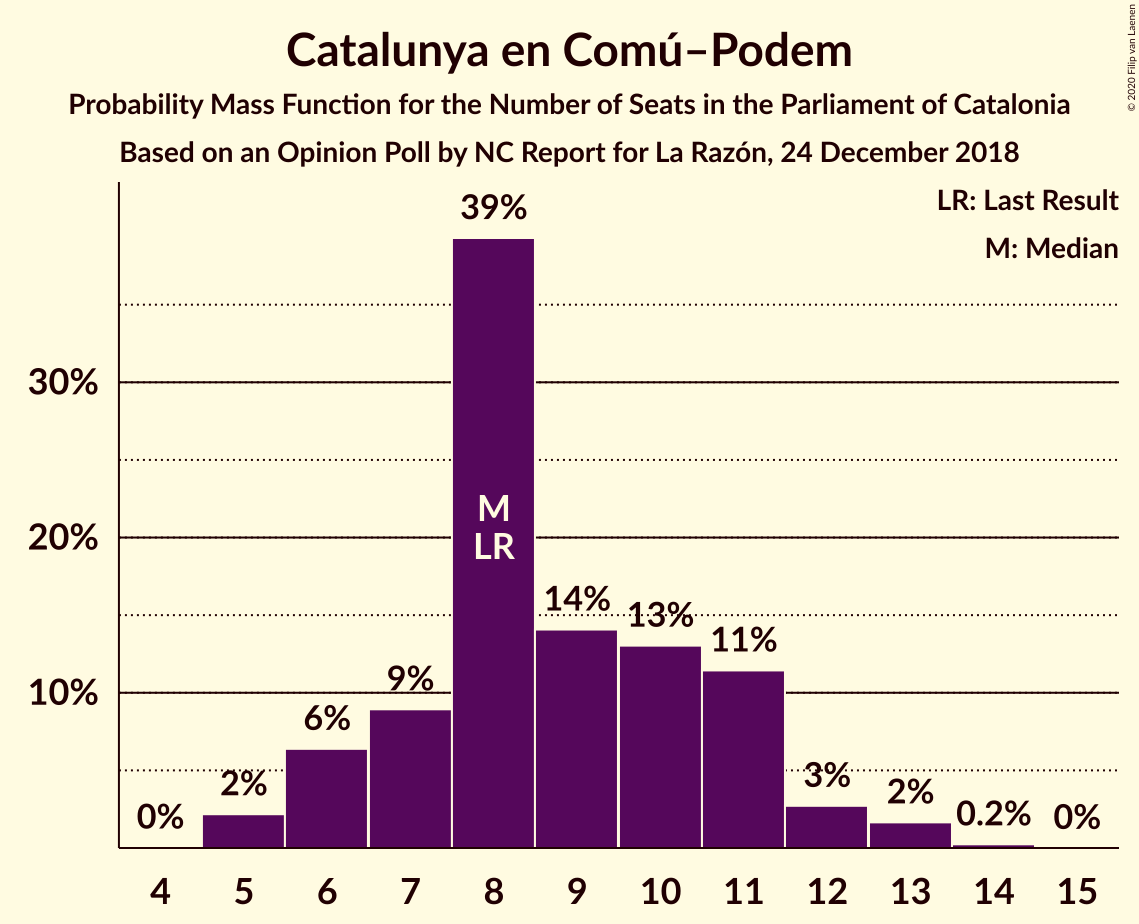 Catalunya en Comú–Podem
Probability Mass Function for the Number of Seats in the Parliament of Catalonia
Based on an Opinion Poll by NC Report for La Razón, 24 December 2018
© 2020 Filip van Laenen
LR: Last Result
M: Median
30%
20%
10%
0%
2%
6%
9%
39%
M
LR
14%
13%
11%
3%
2%
0.2%
0%
4 5 6 7 8 9 10 11 12 13 14 15